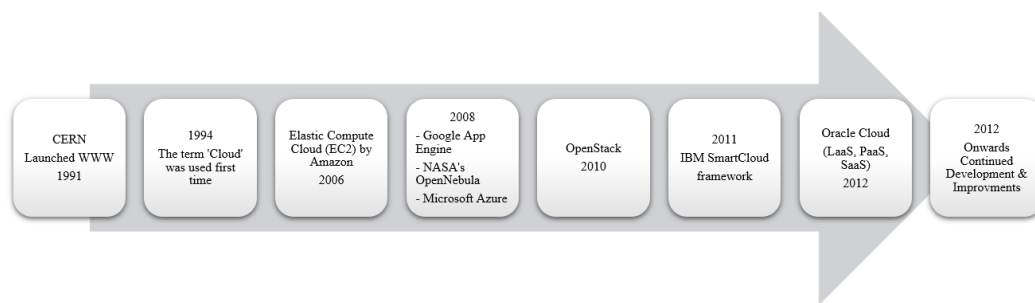 CERN
Launched WWW
1991
1994
The term 'Cloud'
was used first
time
Elastic Compute
Cloud (EC2) by
Amazon
2006
2008
- Google App
Engine
- NASA's
OpenNebula
- Microsoft Azure
OpenStack
2010
2011
IBM SmartCloud
framework
Oracle Cloud
(LaaS, PaaS,
SaaS)
2012
2012
Onwards
Continued
Development &
Improvments